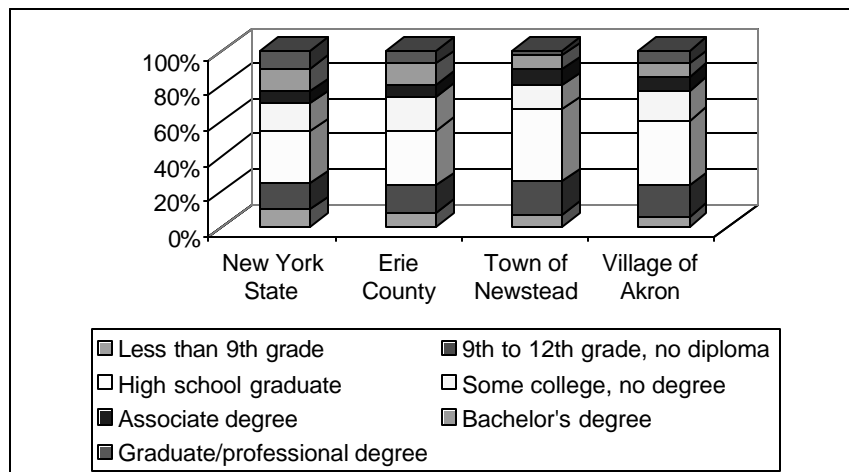 100%
80%
60%
40%
20%
0%
New York
State
Erie
County
Town of
Newstead
Village of
Akron
Less than 9th grade
9th to 12th grade, no diploma
High school graduate
Some college, no degree
Associate degree
Bachelor's degree
Graduate/professional degree